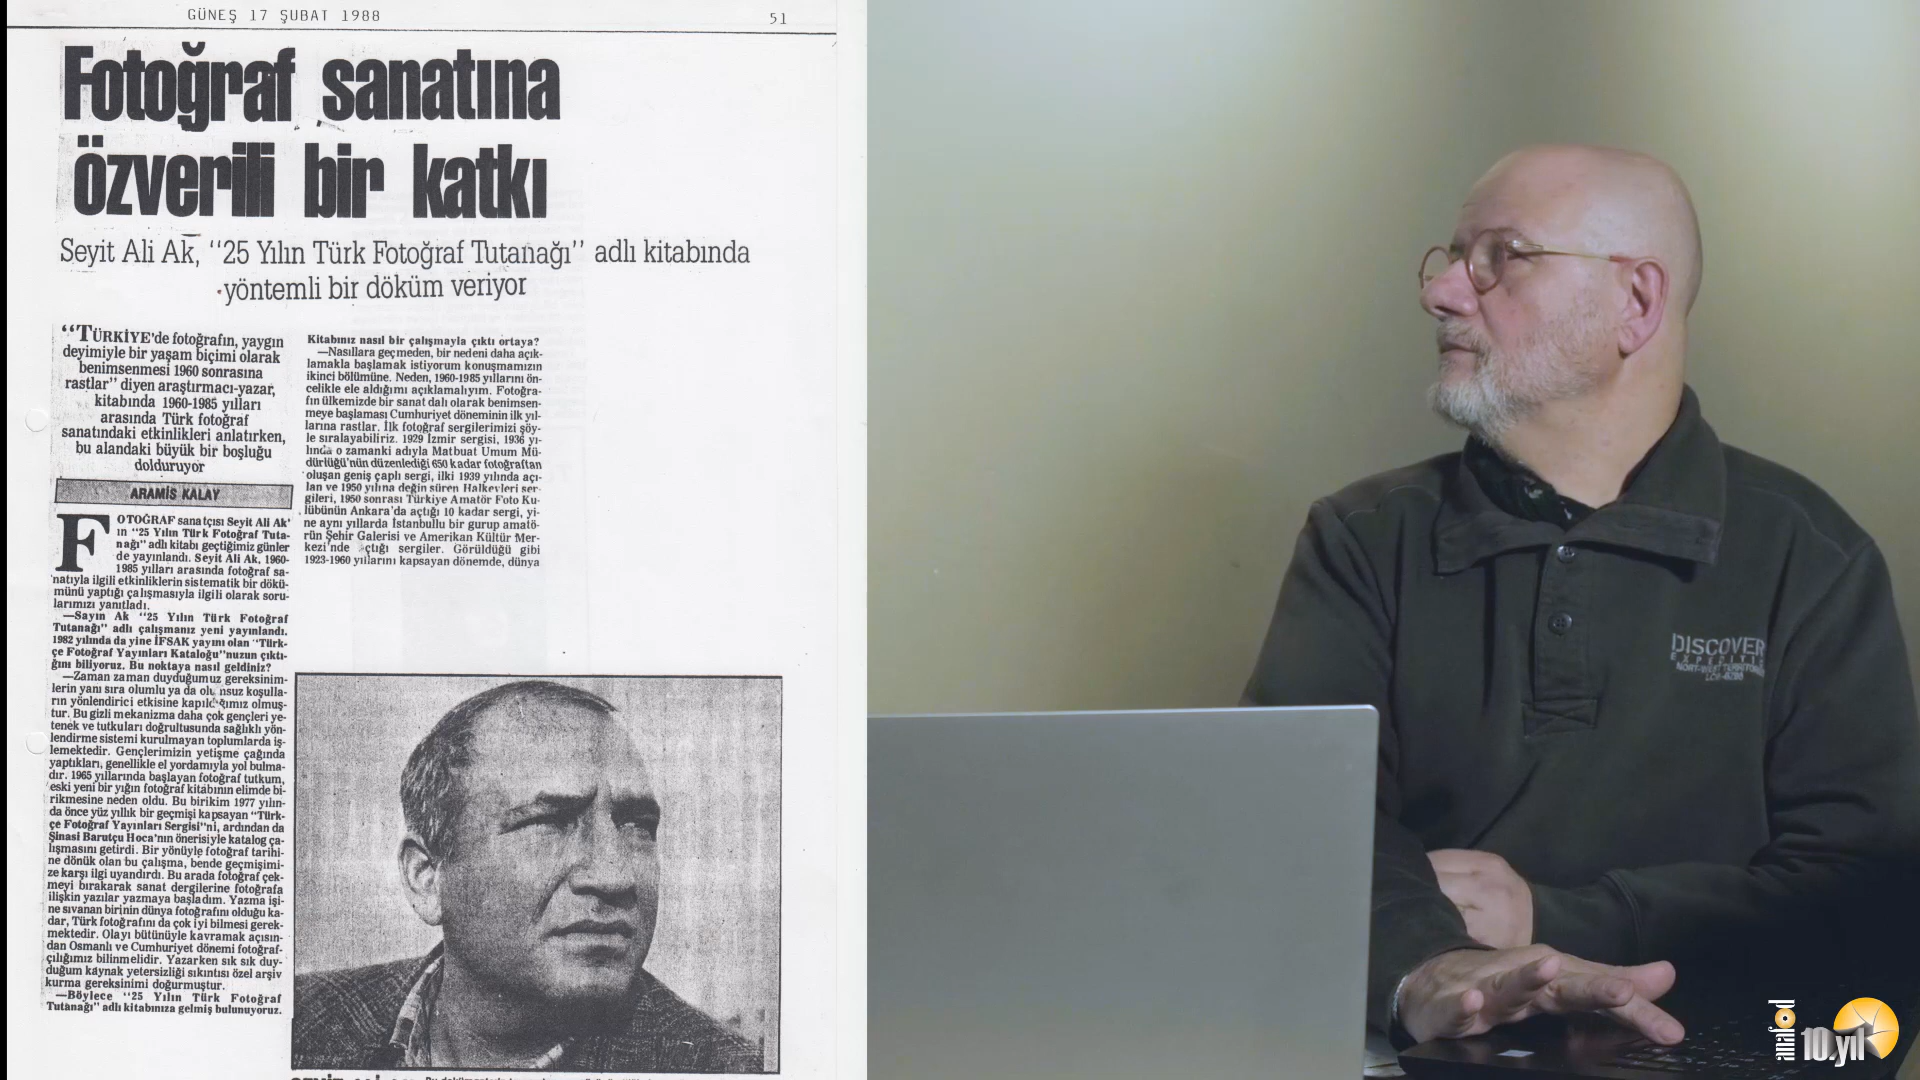 GÜNEŞ 17 ŞUBAT 1988
51
Fotoğraf sanatına
özverili bir katkı
Seyit Ali Ak, “25 Yılın Türk Fotoğraf Tutanağı” adlı kitabında
yöntemli bir döküm veriyor
“TÜRKİYE’de fotoğrafın, yaygın
deyimiyle bir yaşam biçimi olarak
benimsenmesi 1960 sonrasına
rastlar” diyen araştırmacı-yazar,
kitabında 1960-1985 yılları
arasında Türk fotoğraf
sanatındaki etkinlikleri anlatırken,
bu alandaki büyük bir boşluğu
dolduruyor
ARAMİS KALAY
FOTOĞRAF sanatçısı Seyit Ali Ak’
ın “25 Yılın Türk Fotoğraf Tuta-
nağı” adlı kitabı geçtiğimiz günler
de yayınlandı. Seyit Ali Ak, 1960-
1985 yılları arasında fotoğraf sa-
natıyla ilgili etkinliklerin sistematik bir dökü-
münü yaptığı çalışmasıyla ilgili olarak soru-
larımızı yanıtladı.
—Sayın Ak “25 Yılın Türk Fotoğraf
Tutanağı” adlı çalışmanız yeni yayınlandı.
1982 yılında da yine İFSAK yayını olan “Türk-
çe Fotoğraf Yayınları Kataloğu”nuzun çıktı-
ğını biliyoruz. Bu noktaya nasıl geldiniz?
—Zaman zaman duyduğumuz gereksinim-
lerin yanı sıra olumlu ya da olumsuz koşulla-
rın yönlendirici etkisine kapıldığımız olmuş-
tur. Bu gizli mekanizma daha çok gençleri ye-
tenek ve tutkuları doğrultusunda sağlıklı yön-
lendirme sistemi kurulmayan toplumlarda iş-
lemektedir. Gençlerimizin yetişme çağında
yaptıkları, genellikle el yordamıyla yol bulma-
dır. 1965 yıllarında başlayan fotoğraf tutkum,
eski yeni bir yığın fotoğraf kitabının elimde bi-
rikmesine neden oldu. Bu birikim 1977 yılın-
da önce yüz yıllık bir geçmişi kapsayan “Türk-
çe Fotoğraf Yayınları Sergisi”ni, ardından da
Şinasi Barutçu Hoca’nın önerisiyle katalog ça-
lışmasını getirdi. Bir yönüyle fotoğraf tarihi-
ne dönük olan bu çalışma, bende geçmişimi-
ze karşı ilgi uyandırdı. Bu arada fotoğraf çek-
meyi bırakarak sanat dergilerine fotoğrafa
ilişkin yazılar yazmaya başladım. Yazma işi-
ne sıvanan birinin dünya fotoğrafını olduğu ka-
dar, Türk fotoğrafını da çok iyi bilmesi gerek-
mektedir. Olayı bütünüyle kavramak açısın-
dan Osmanlı ve Cumhuriyet dönemi fotoğraf-
çılığımız bilinmelidir. Yazarken sık sık duy-
duğum kaynak yetersizliği sıkıntısı özel arşiv
kurma gereksinimi doğurmuştur.
—Böylece “25 Yılın Türk Fotoğraf
Tutanağı” adlı kitabınıza gelmiş bulunuyoruz.
Kitabınız nasıl bir çalışmayla çıktı ortaya?
—Nasıllara geçmeden, bir nedeni daha açık-
lamakla başlamak istiyorum konuşmamızın
ikinci bölümüne. Neden, 1960-1985 yıllarını ön-
celikle ele aldığımı açıklamalıyım. Fotoğra-
fın ülkemizde bir sanat dalı olarak benimsen-
meye başlaması Cumhuriyet döneminin ilk yıl-
larına rastlar. İlk fotoğraf sergilerimizi şöy-
le sıralayabiliriz. 1929 İzmir sergisi, 1936 yı-
lında o zamanki adıyla Matbuat Umum Mü-
dürlüğü’nün düzenlediği 650 kadar fotoğraftan
oluşan geniş çaplı sergi, ilki 1939 yılında açı-
lan ve 1950 yılına değin süren Halkevleri ser-
gileri, 1950 sonrası Türkiye Amatör Foto Ku-
lübünün Ankara’da açtığı 10 kadar sergi, yi-
ne aynı yıllarda İstanbullu bir gurup amatö-
rün Şehir Galerisi ve Amerikan Kültür Mer-
kezi’nde açtığı sergiler. Görüldüğü gibi
1923-1960 yıllarını kapsayan dönemde, dünya
DISCOVER
EXPEDITIO
NORT-WEST TERRITOR
anafod
10.yıl